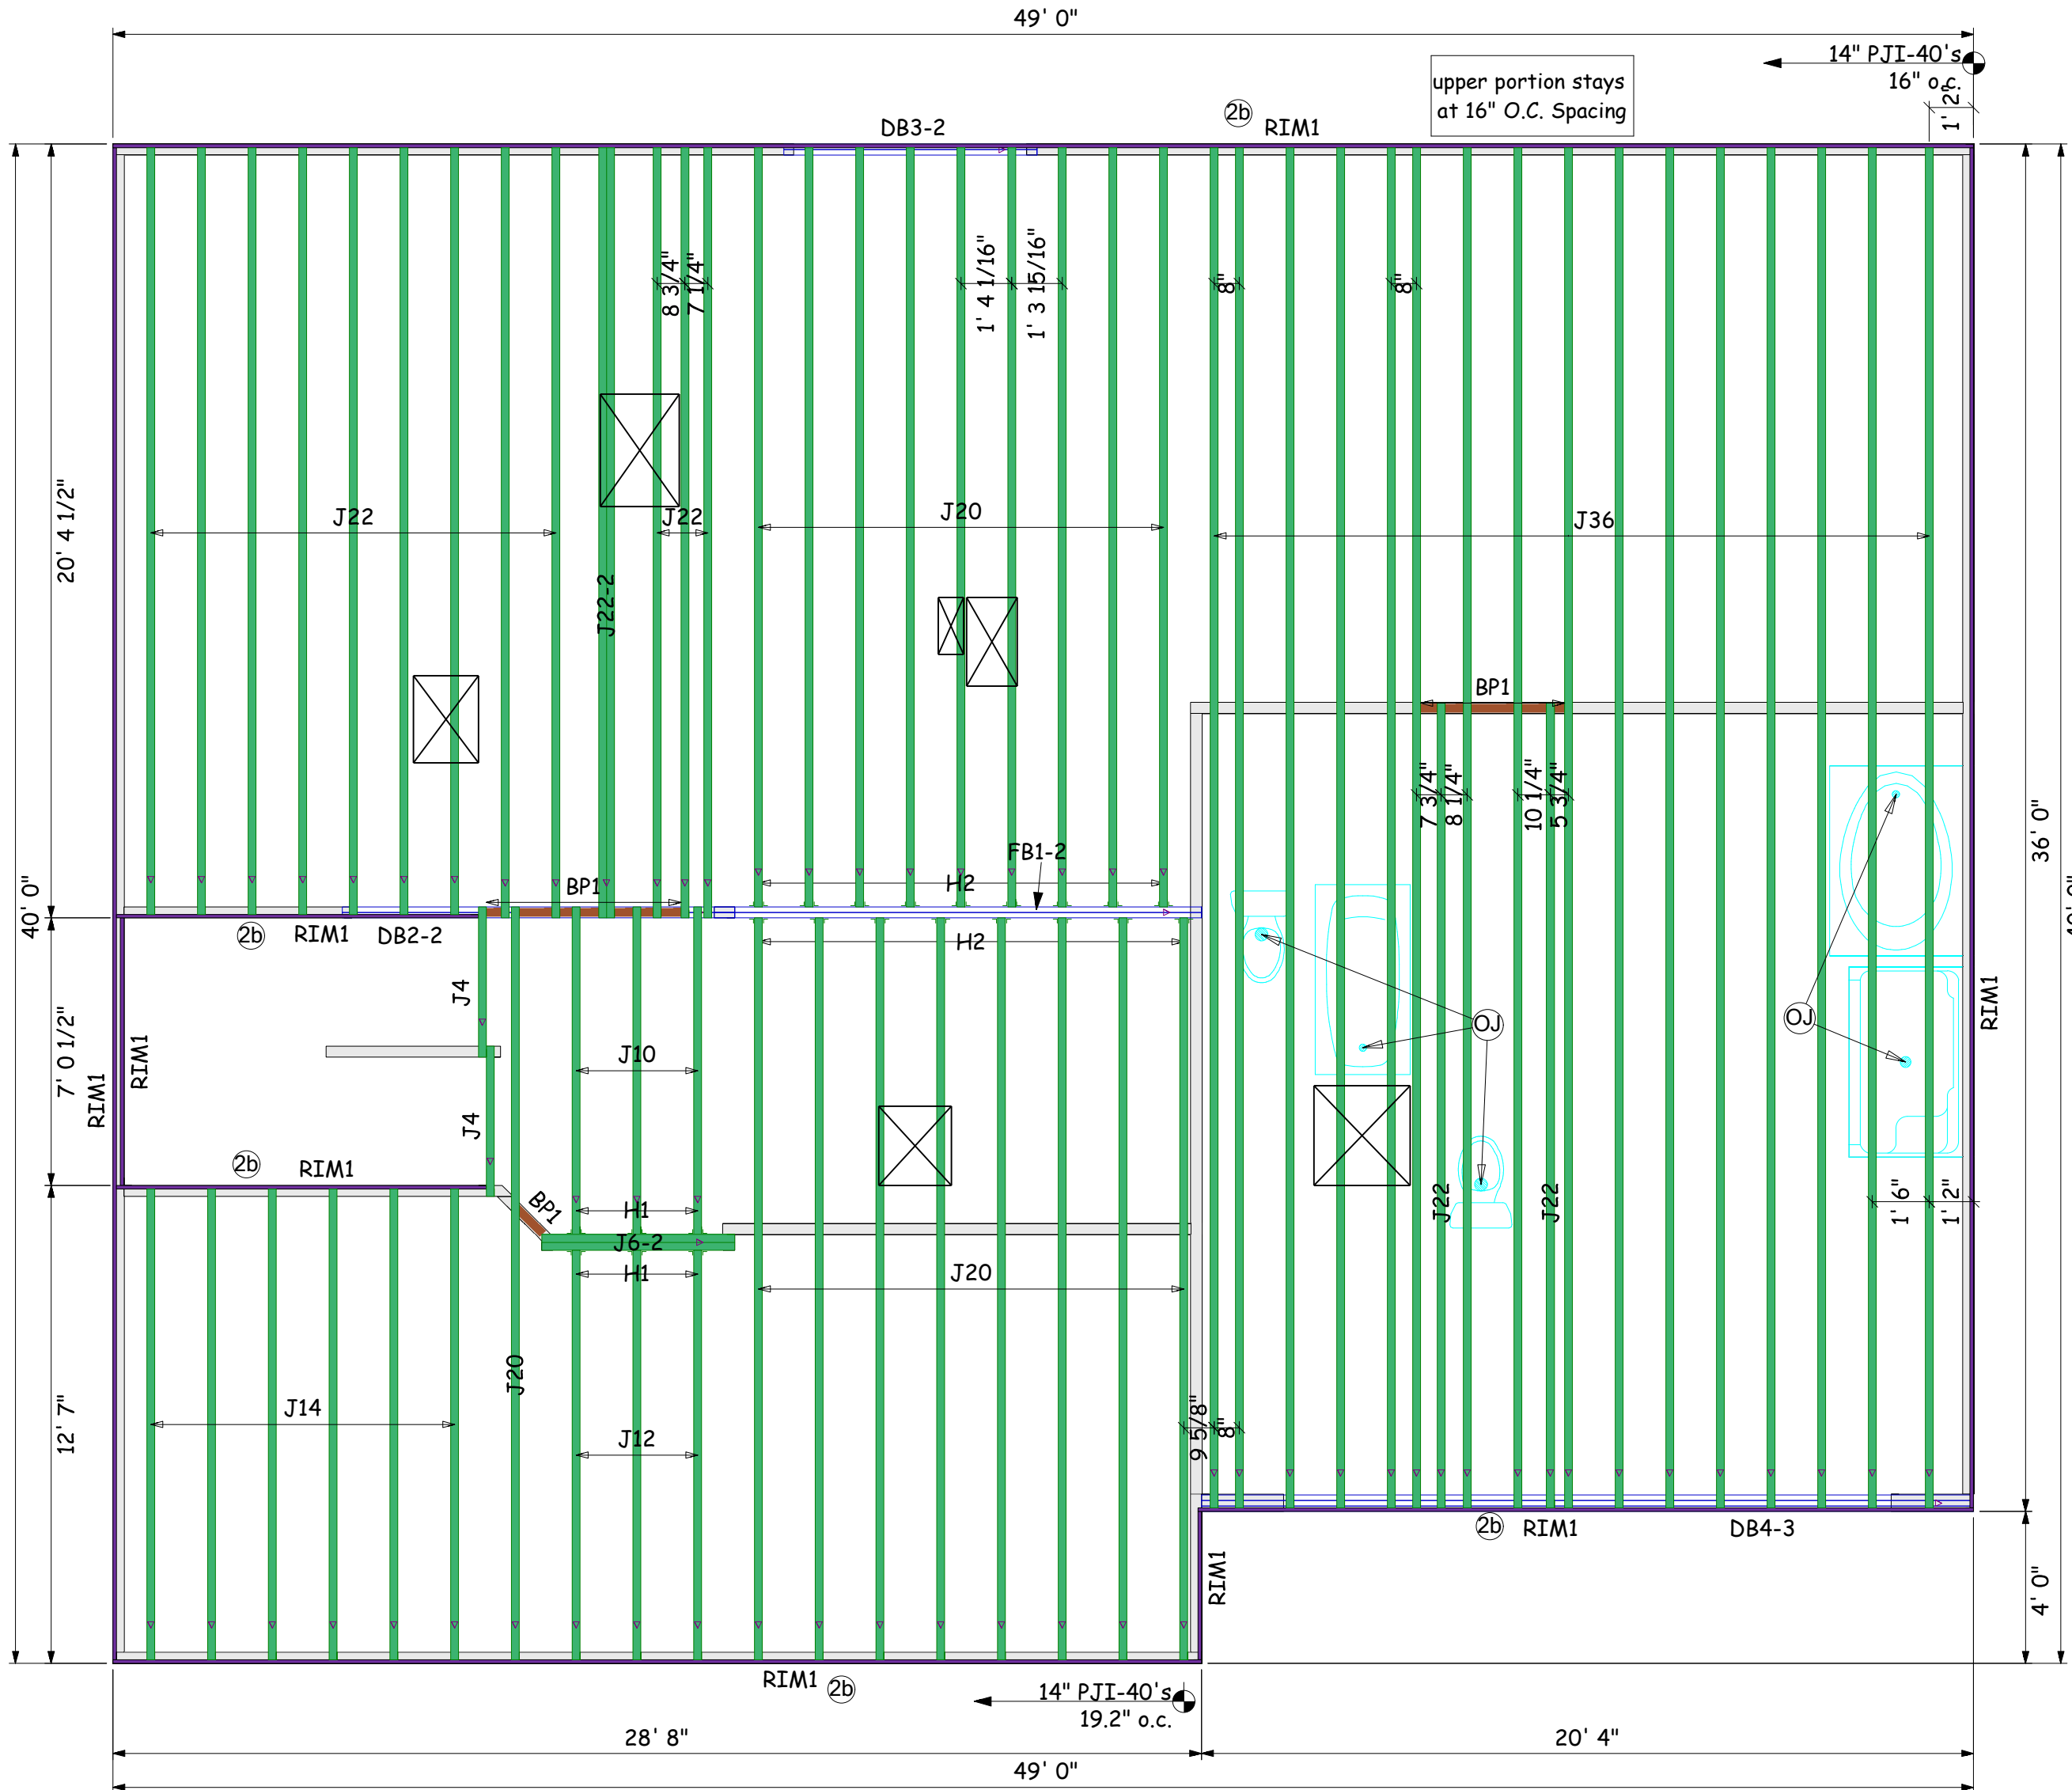 49' 0"
14" PJI-40's
16" o.c.
upper portion stays
at 16" O.C. Spacing
1' 2"
2b
DB3-2
RIM1
8 3/4"
7 1/4"
1' 4 1/16"
1' 3 15/16"
8"
8"
20' 4 1/2"
J22
J22
J20
J36
J22-2
BP1
7 3/4"
8 1/4"
10 1/4"
5 3/4"
36' 0"
40' 0"
FB1-2
BP1
H2
2b
RIM1
DB2-2
H2
J4
OJ
OJ
RIM1
7' 0 1/2"
RIM1
RIM1
J10
J4
2b
RIM1
BP1
H1
J6-2
H1
J22
J22
1' 6"
1' 2"
J20
J20
12' 7"
J14
J12
9 5/8"
8"
2b
RIM1
DB4-3
RIM1
4' 0"
RIM1
2b
14" PJI-40's
19.2" o.c.
28' 8"
20' 4"
49' 0"